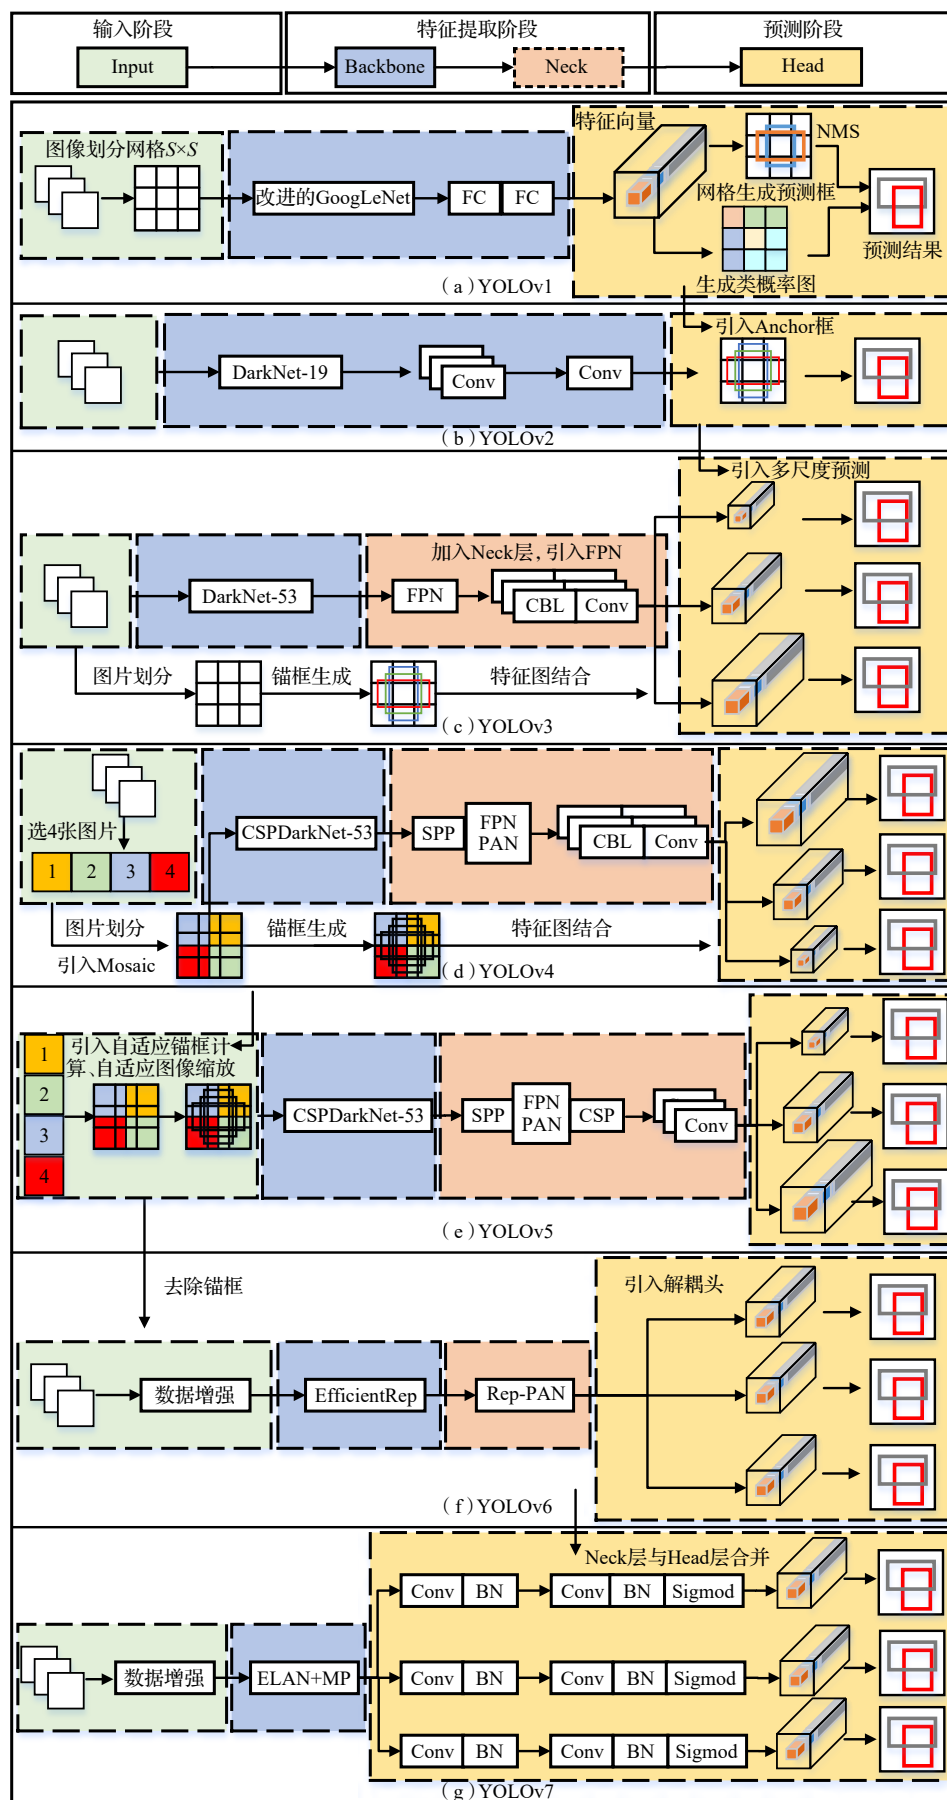 输入阶段
特征提取阶段
预测阶段
Input
Backbone
Neck
Head
图像划分网格S×S
改进的GoogLeNet
FC
FC
特征向量
NMS
网格生成预测框
生成类概率图
预测结果
(a)YOLOv1
DarkNet-19
Conv
Conv
引入Anchor框
(b)YOLOv2
引入多尺度预测
DarkNet-53
加入Neck层,引入FPN
FPN
CBL
Conv
图片划分
锚框生成
特征图结合
(c)YOLOv3
选4张图片
1
2
3
4
CSPDarkNet-53
SPP
FPN
PAN
CBL
Conv
图片划分
引入Mosaic
锚框生成
特征图结合
(d)YOLOv4
引入自适应锚框计
算、自适应图像缩放
1
2
3
4
CSPDarkNet-53
SPP
FPN
PAN
CSP
Conv
(e)YOLOv5
去除锚框
引入解耦头
数据增强
EfficientRep
Rep-PAN
(f)YOLOv6
Neck层与Head层合并
Conv
BN
Conv
BN
Sigmod
数据增强
ELAN+MP
Conv
BN
Conv
BN
Sigmod
Conv
BN
Conv
BN
Sigmod
(g)YOLOv7